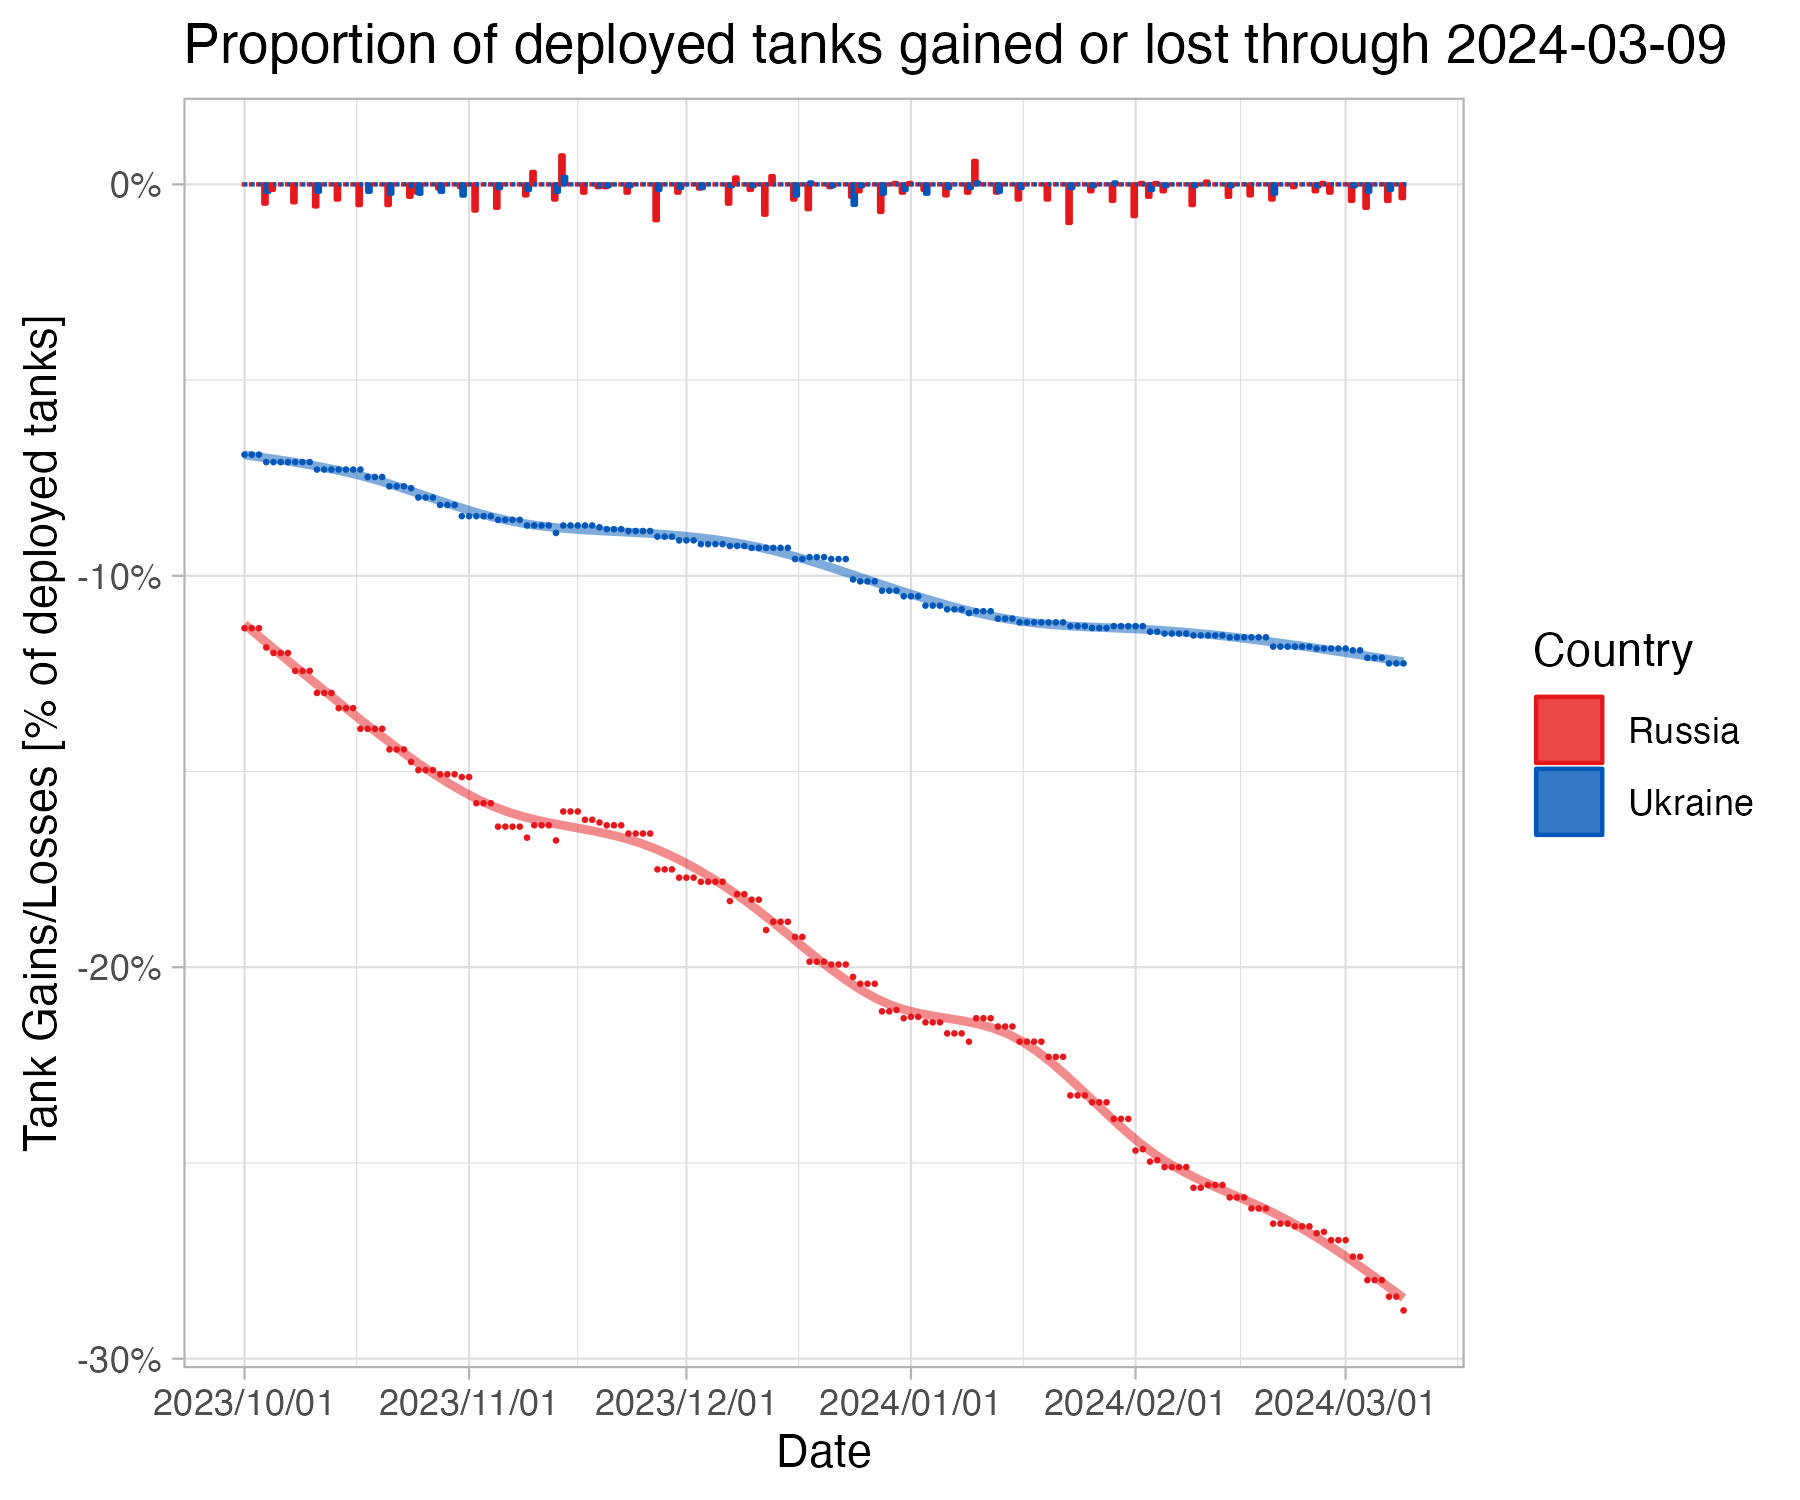 Proportion of deployed tanks gained or lost through 2024-03-09
Tank Gains/Losses [% of deployed tanks]
0%
-10%
-20%
-30%
2023/10/01 2023/11/01 2023/12/01 2024/01/01 2024/02/01 2024/03/01
Date
Country
Russia
Ukraine